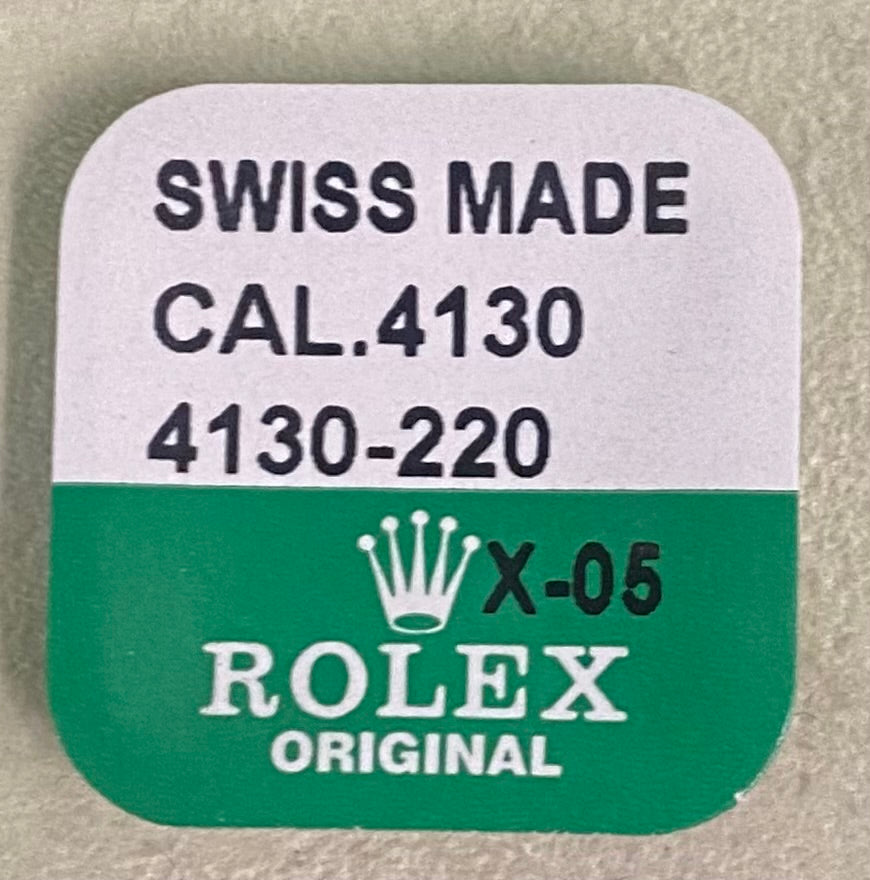 SWISS MADE
CAL.4130
4130-220
X-05
ROLEX
ORIGINAL